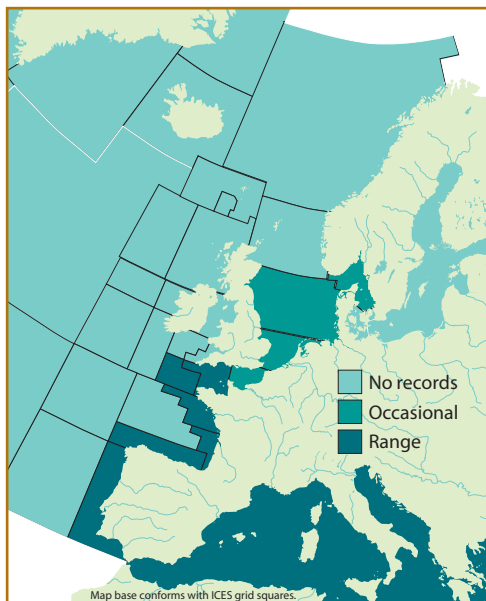 No records
Occasional
Range
Map base conforms with ICES grid squares.